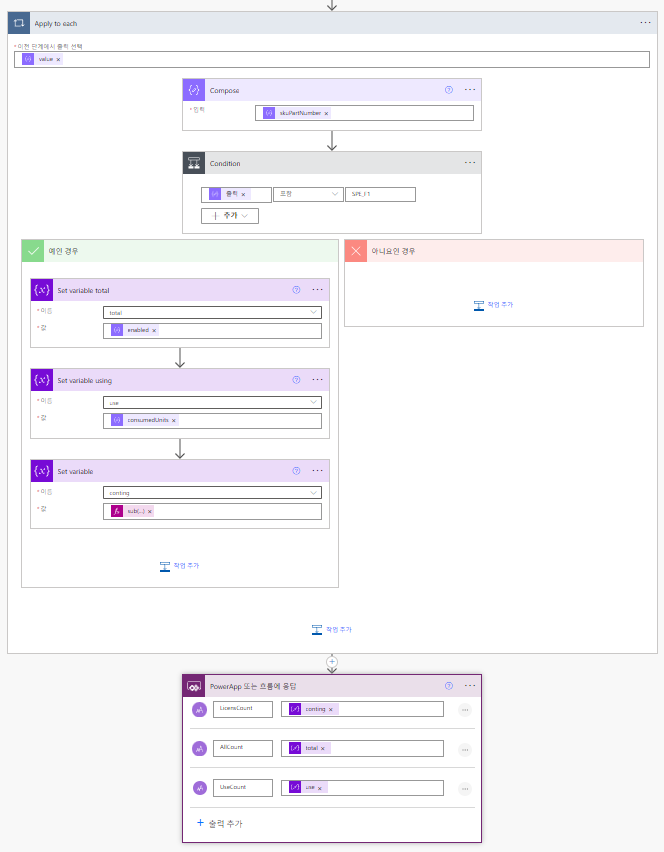 Apply to each
* 이전 단계에서 출력 선택
value ×
Compose
* 입력
skuPartNumber ×
Condition
출력 ×
포함
SPE_F1
+ 추가
예인 경우
아니요인 경우
Set variable total
* 이름
total
* 값
enabled ×
작업 추가
Set variable using
* 이름
use
* 값
consumedUnits ×
Set variable
* 이름
conting
* 값
fx sub(...) ×
작업 추가
작업 추가
PowerApp 또는 흐름에 응답
LicensCount
conting ×
AllCount
total ×
UseCount
use ×
+ 출력 추가